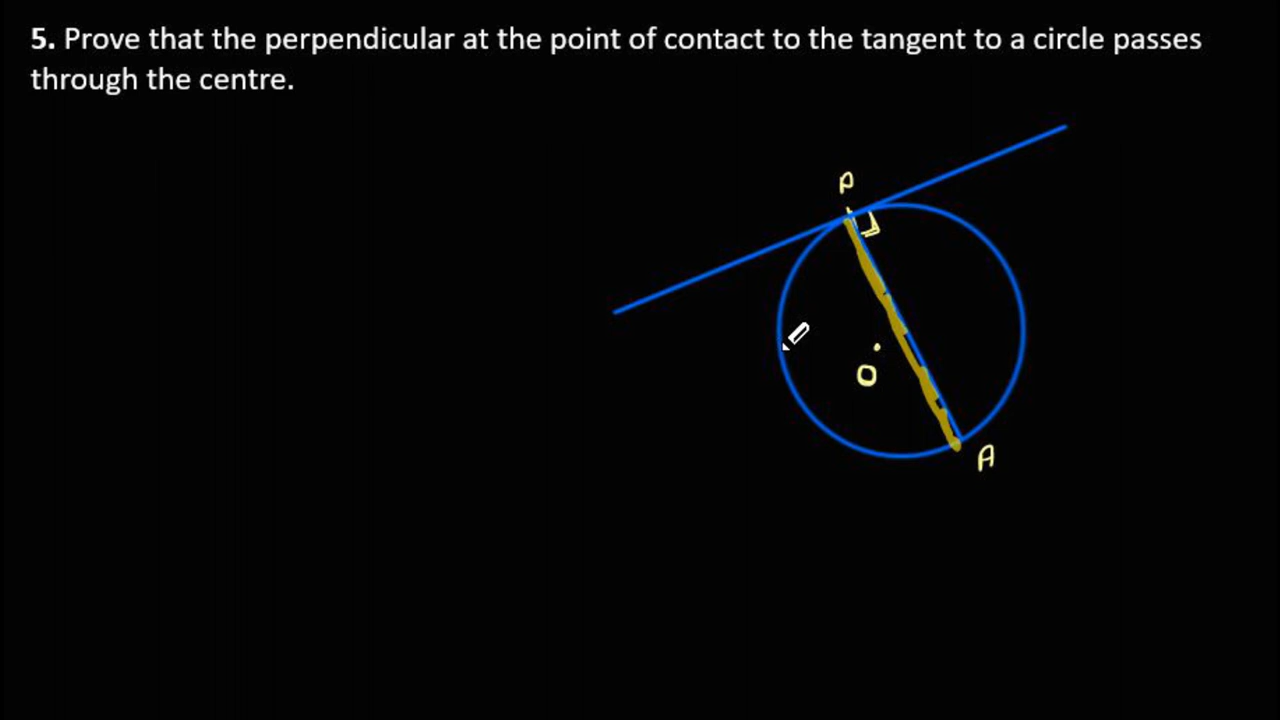 5. Prove that the perpendicular at the point of contact to the tangent to a circle passes
through the centre.
P
O
A